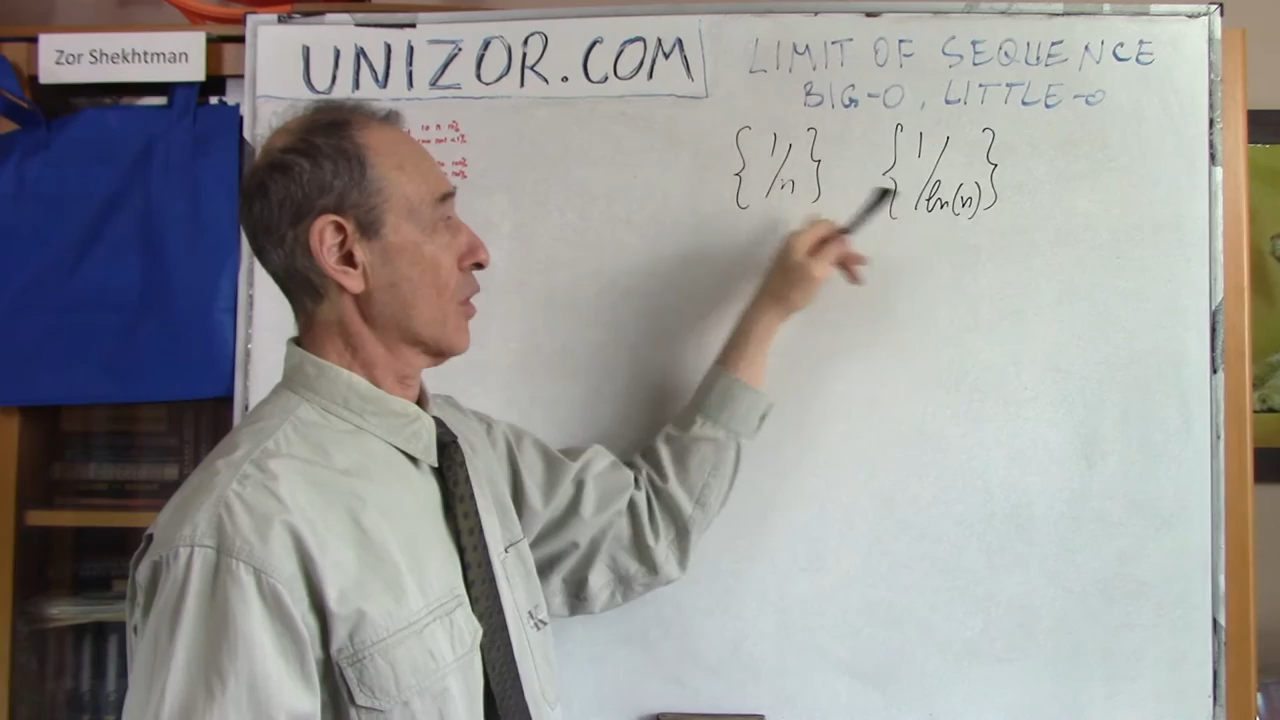 Zor Shekhtman
UNIZOR.COM
LIMIT OF SEQUENCE
BIG-O, LITTLE-o
{1/n} {1/ln(n)}
K